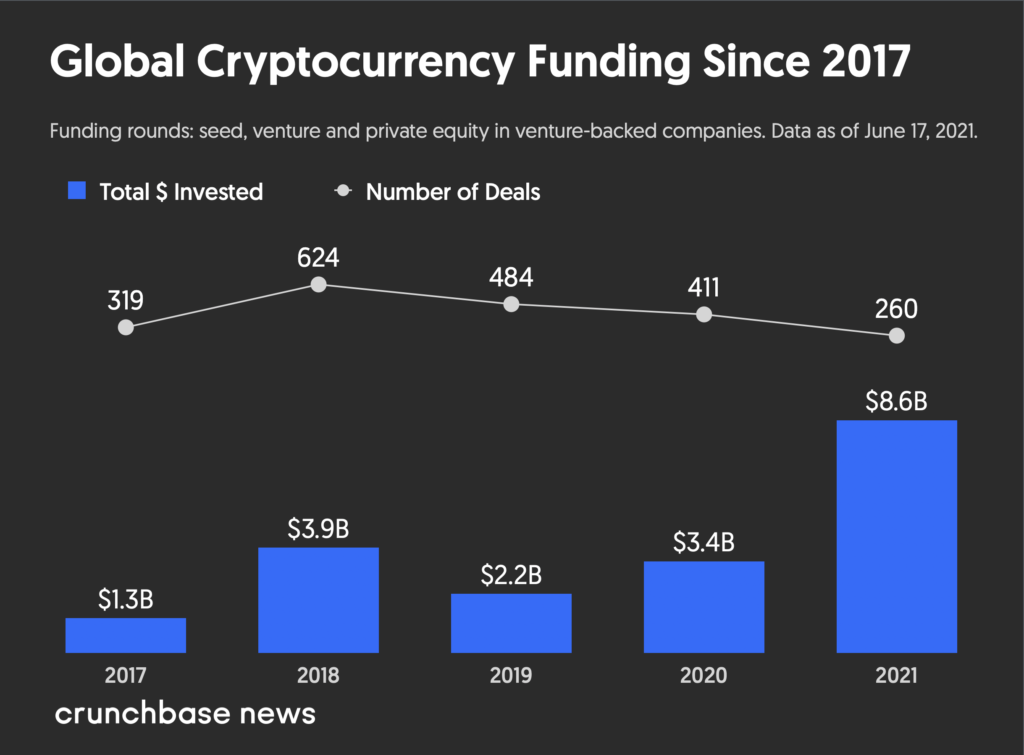 Global Cryptocurrency Funding Since 2017
Funding rounds: seed, venture and private equity in venture-backed companies. Data as of June 17, 2021.
Total $ Invested
Number of Deals
319
624
484
411
260
$1.3B
$3.9B
$2.2B
$3.4B
$8.6B
2017
2018
2019
2020
2021
crunchbase news